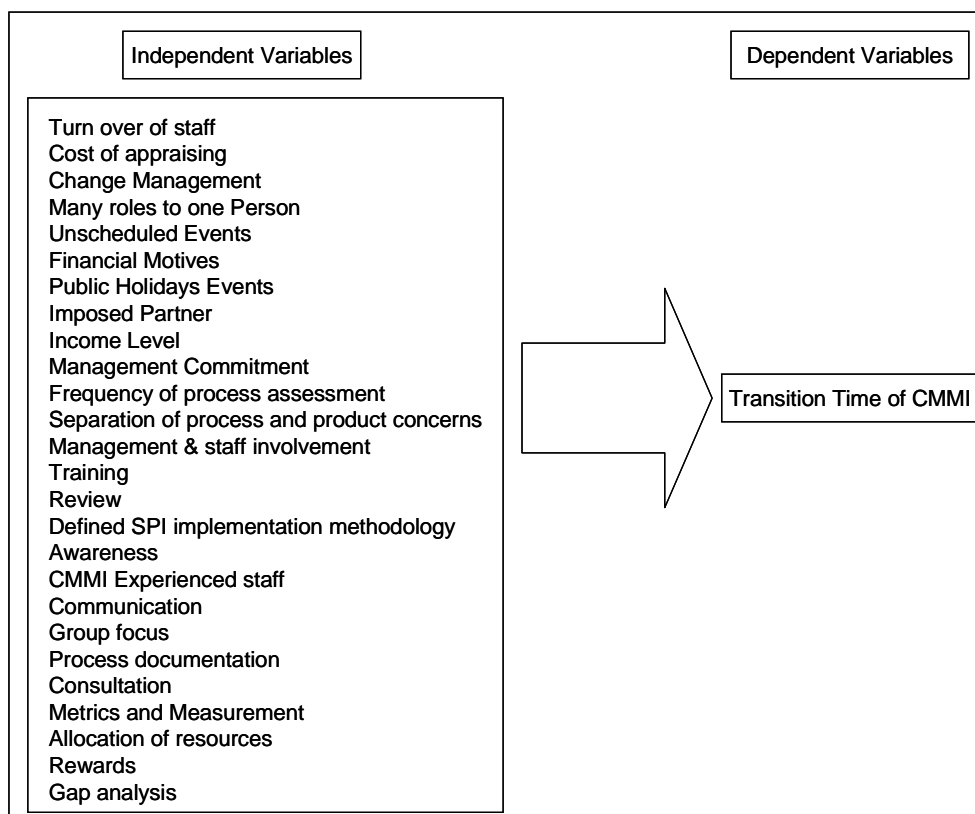 Independent Variables
Dependent Variables
Turn over of staff
Cost of appraising
Change Management
Many roles to one Person
Unscheduled Events
Financial Motives
Public Holidays Events
Imposed Partner
Income Level
Management Commitment
Frequency of process assessment
Separation of process and product concerns
Management & staff involvement
Training
Review
Defined SPI implementation methodology
Awareness
CMMI Experienced staff
Communication
Group focus
Process documentation
Consultation
Metrics and Measurement
Allocation of resources
Rewards
Gap analysis
Transition Time of CMMI